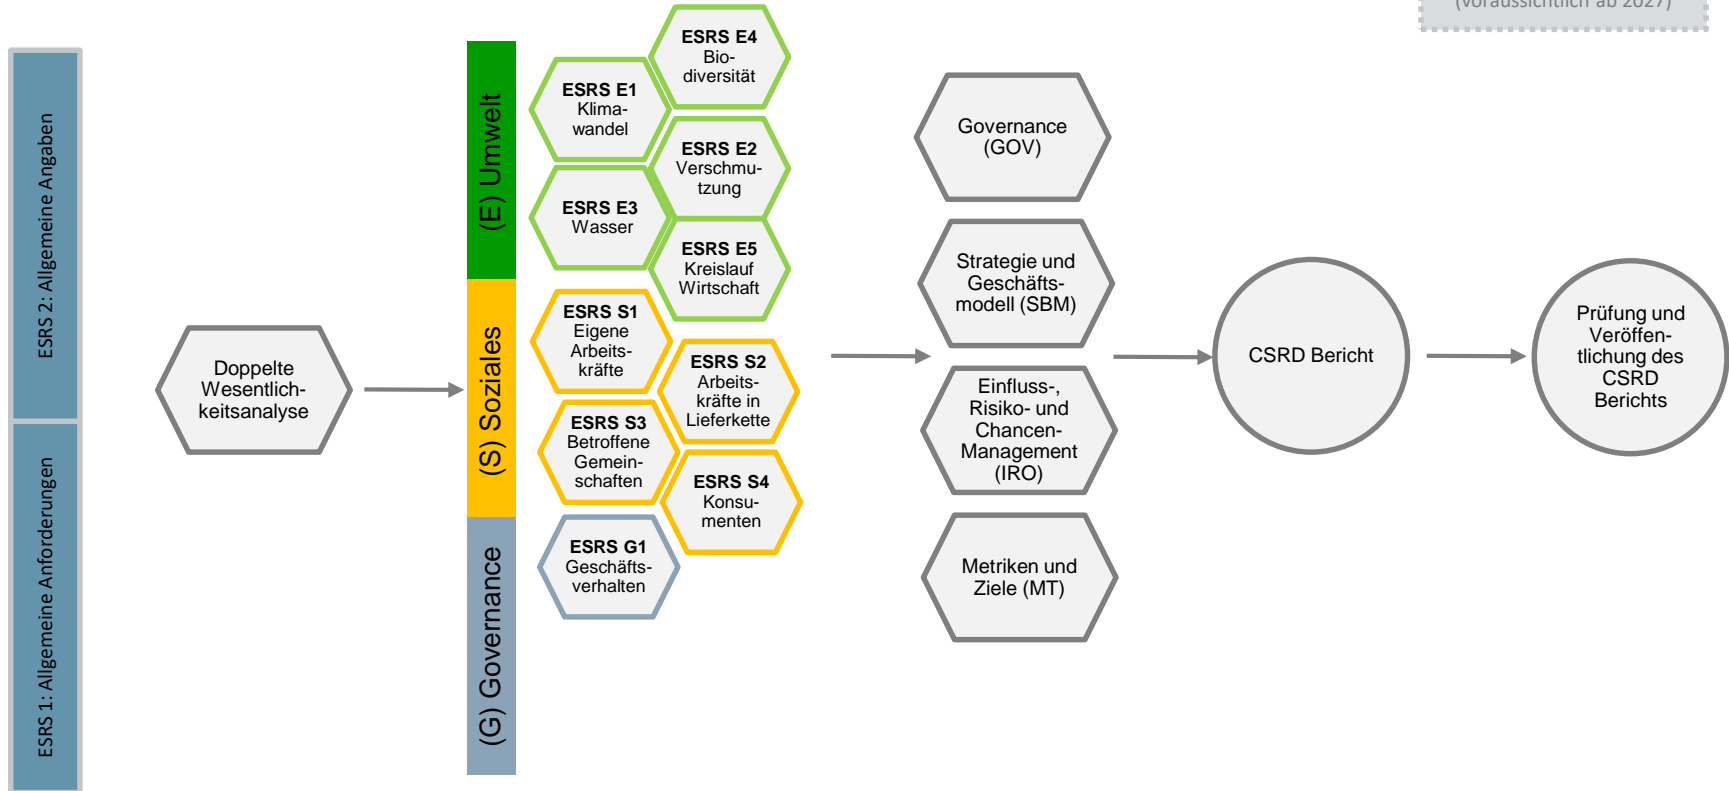 (voraussichtlich ab 2027)
ESRS 2: Allgemeine Angaben
ESRS 1: Allgemeine Anforderungen
Doppelte
Wesentlich-
keitsanalyse
(E) Umwelt
(S) Soziales
(G) Governance
ESRS E4
Bio-
diversität
ESRS E1
Klima-
wandel
ESRS E2
Verschmu-
tzung
ESRS E3
Wasser
ESRS E5
Kreislauf
Wirtschaft
ESRS S1
Eigene
Arbeits-
kräfte
ESRS S2
Arbeits-
kräfte in
Lieferkette
ESRS S3
Betroffene
Gemein-
schaften
ESRS S4
Konsu-
menten
ESRS G1
Geschäfts-
verhalten
Governance
(GOV)
Strategie und
Geschäfts-
modell (SBM)
Einfluss-,
Risiko- und
Chancen-
Management
(IRO)
Metriken und
Ziele (MT)
CSRD Bericht
Prüfung und
Veröffen-
tlichung des
CSRD
Berichts